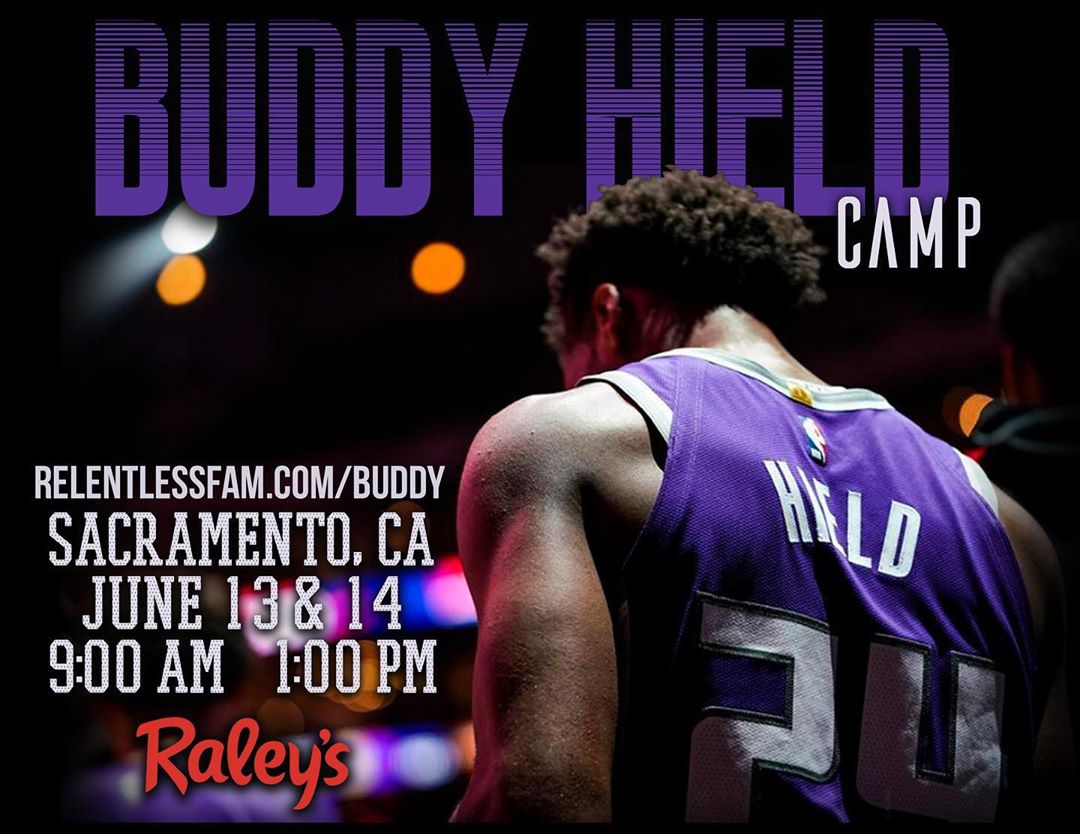 BUDDY HIELD
CAMP
RELENTLESSFAM.COM/BUDDY
SACRAMENTO, CA
JUNE 13 & 14
9:00 AM 1:00 PM
Raley's
HIELD
24